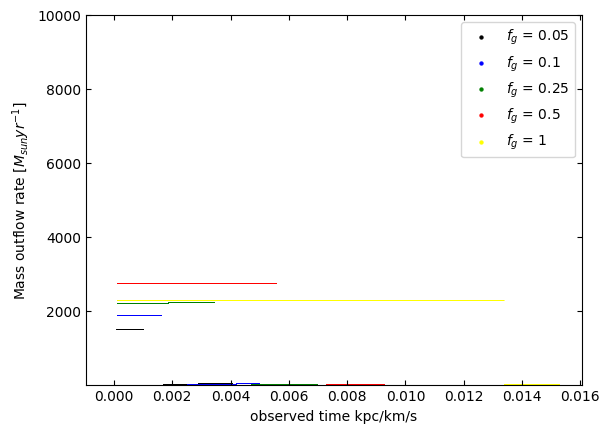 10000
8000
6000
4000
2000
Mass outflow rate [$M_{sun}yr^{-1}$]
$f_g$ = 0.05
$f_g$ = 0.1
$f_g$ = 0.25
$f_g$ = 0.5
$f_g$ = 1
0.000 0.002 0.004 0.006 0.008 0.010 0.012 0.014 0.016
observed time kpc/km/s